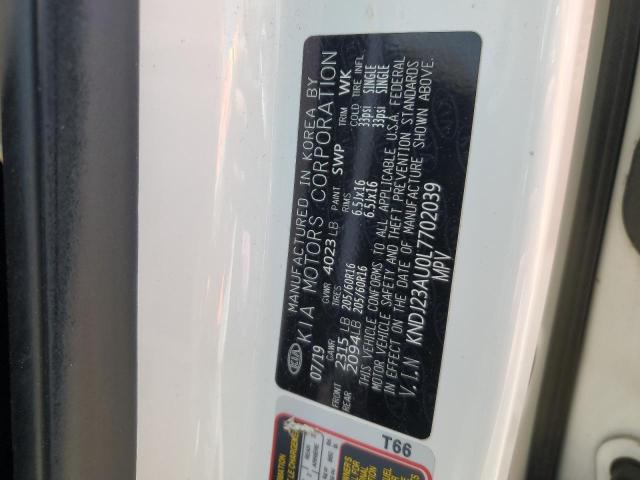 KIA
MANUFACTURED IN KOREA BY
KIA MOTORS CORPORATION
07/19 GVWR 4023 LB PAINT SWP TRIM WK
GAWR TIRES RIMS COLD TIRE INFL.
FRONT 2315 LB 205/60R16 6.5Jx16 33psi SINGLE
REAR 2094 LB 205/60R16 6.5Jx16 33psi SINGLE
THIS VEHICLE CONFORMS TO ALL APPLICABLE U.S.A. FEDERAL
MOTOR VEHICLE SAFETY AND THEFT PREVENTION STANDARDS
IN EFFECT ON THE DATE OF MANUFACTURE SHOWN ABOVE.
V.I.N KNDJ23AU0L7702039
MPV
T66